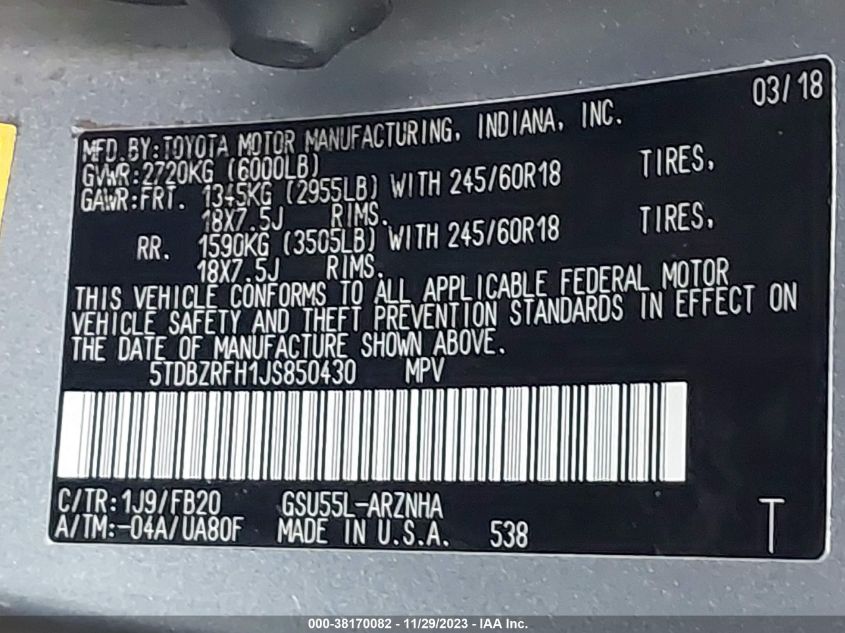 03/18
MFD.BY:TOYOTA MOTOR MANUFACTURING, INDIANA, INC.
GVWR:2720KG (6000LB)
GAWR:FRT. 1345KG (2955LB) WITH 245/60R18 TIRES,
18X7.5J RIMS.
RR. 1590KG (3505LB) WITH 245/60R18 TIRES,
18X7.5J RIMS.
THIS VEHICLE CONFORMS TO ALL APPLICABLE FEDERAL MOTOR
VEHICLE SAFETY AND THEFT PREVENTION STANDARDS IN EFFECT ON
THE DATE OF MANUFACTURE SHOWN ABOVE.
5TDBZRFH1JS850430 MPV
C/TR:1J9/FB20 GSU55L-ARZNHA
A/TM:-04A/UA80F MADE IN U.S.A. 538 T
000-38170082 - 11/29/2023 - IAA Inc.